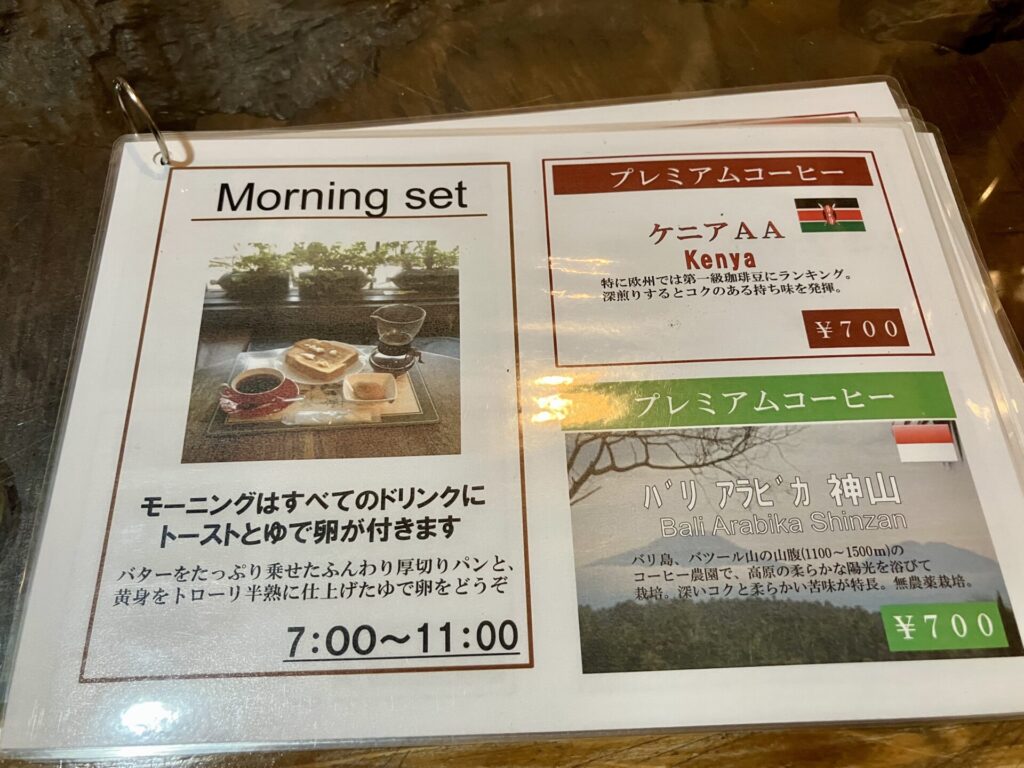 Morning set
モーニングはすべてのドリンクに
トーストとゆで卵が付きます
バターをたっぷり乗せたふんわり厚切りパンと、
黄身をトローリ半熟に仕上げたゆで卵をどうぞ
7:00～11:00
プレミアムコーヒー
ケニアAA
Kenya
特に欧州では第一級珈琲豆にランキング。
深煎りするとコクのある持ち味を発揮。
￥700
プレミアムコーヒー
バリ アラビカ 神山
Bali Arabika Shinzan
バリ島、バツール山の山腹(1100～1500m)の
コーヒー農園で、高原の柔らかな陽光を浴びて
栽培。深いコクと柔らかい苦味が特長。無農薬栽培。
￥700